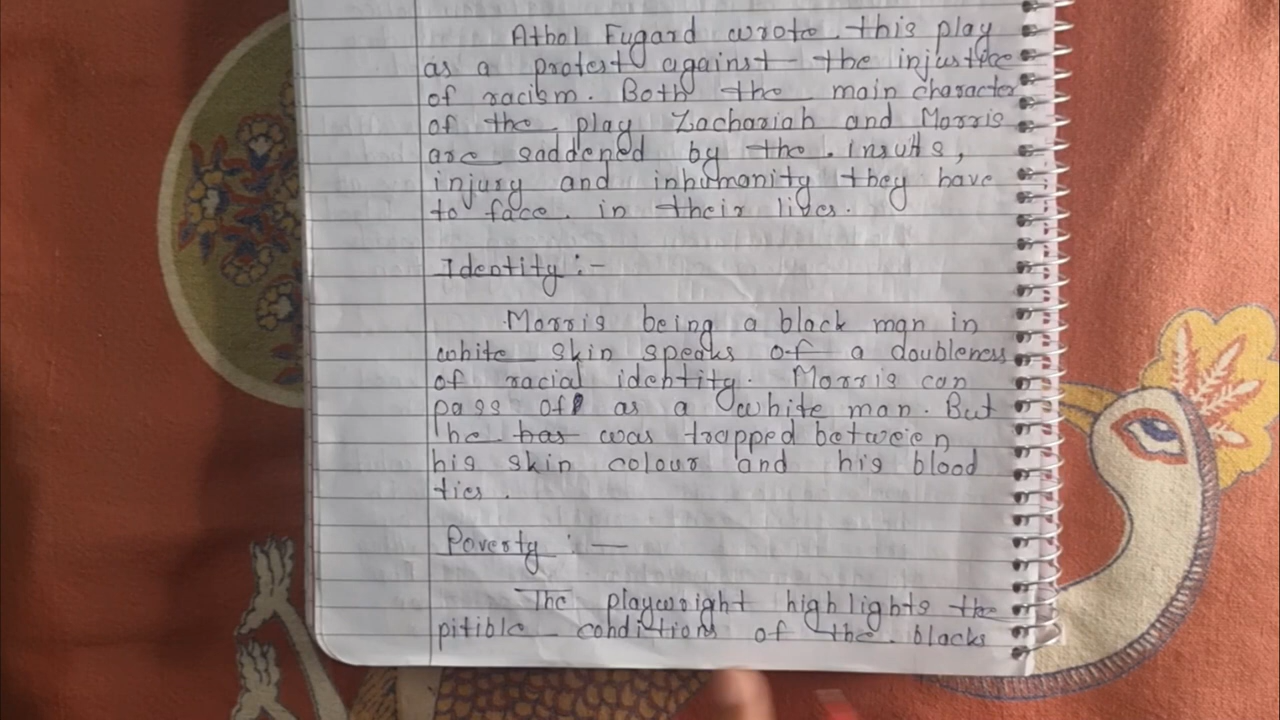 Athol Fugard wrote this play
as a protest against the injustice
of racism. Both the main character
of the play Zachariah and Morris
are saddened by the insults,
injury and inhumanity they have
to face in their lives.
Identity :-
Morris being a black man in
white skin speaks of a doubleness
of racial identity. Morris can
pass off as a white man. But
he has was trapped between
his skin colour and his blood
ties.
Poverty : —
The playwright highlights the
pitible conditions of the blacks